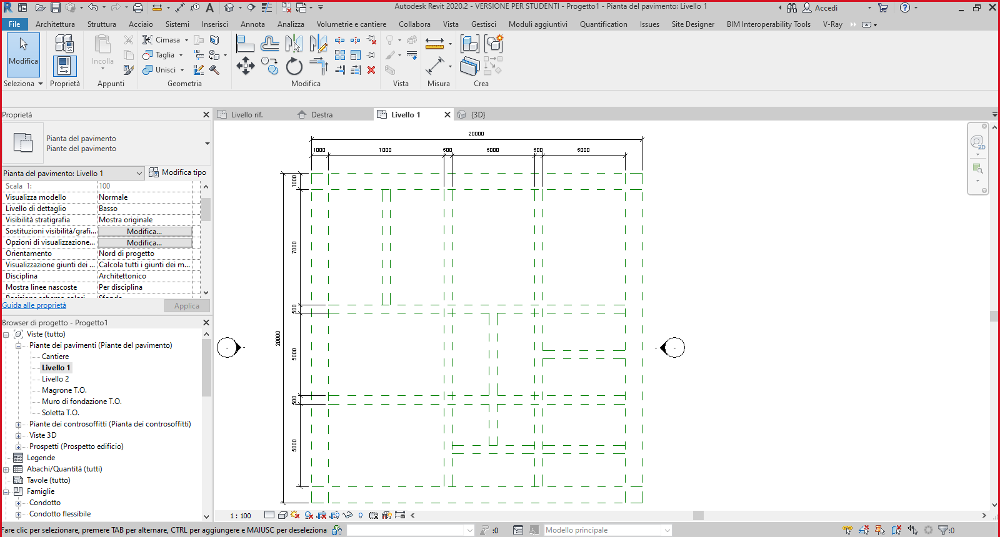 Autodesk Revit 2020.2 - VERSIONE PER STUDENTI - Progetto1 - Pianta del pavimento: Livello 1
Accedi
File Architettura Struttura Acciaio Sistemi Inserisci Annota Analizza Volumetrie e cantiere Collabora Vista Gestisci Moduli aggiuntivi Quantification Issues Site Designer BIM Interoperability Tools V-Ray
Modifica
Incolla
Cimasa
Taglia
Unisci
Seleziona Proprietà Appunti Geometria Modifica Vista Misura Crea
Proprietà
Livello rif. Destra Livello 1 {3D}
Pianta del pavimento
Piante del pavimento
Pianta del pavimento: Livello 1 Modifica tipo
Scala 1: 100
Visualizza modello Normale
Livello di dettaglio Basso
Visibilità stratigrafia Mostra originale
Sostituzioni visibilità/grafi... Modifica...
Opzioni di visualizzazione... Modifica...
Orientamento Nord di progetto
Visualizzazione giunti dei ... Calcola tutti i giunti dei m...
Disciplina Architettonico
Mostra linee nascoste Per disciplina
Guida alle proprietà Applica
Browser di progetto - Progetto1
Viste (tutto)
Piante dei pavimenti (Piante del pavimento)
Cantiere
Livello 1
Livello 2
Magrone T.O.
Muro di fondazione T.O.
Soletta T.O.
Piante dei controsoffitti (Pianta dei controsoffitti)
Viste 3D
Prospetti (Prospetto edificio)
Legende
Abachi/Quantità (tutti)
Tavole (tutto)
Famiglie
Condotto
Condotto flessibile
20000
1000 7000 500 5000 500 5000
1000
7000
500
20000
5000
500
5000
2D
1 : 100
Fare clic per selezionare, premere TAB per alternare, CTRL per aggiungere e MAIUSC per deseleziona
:0
Modello principale
:0